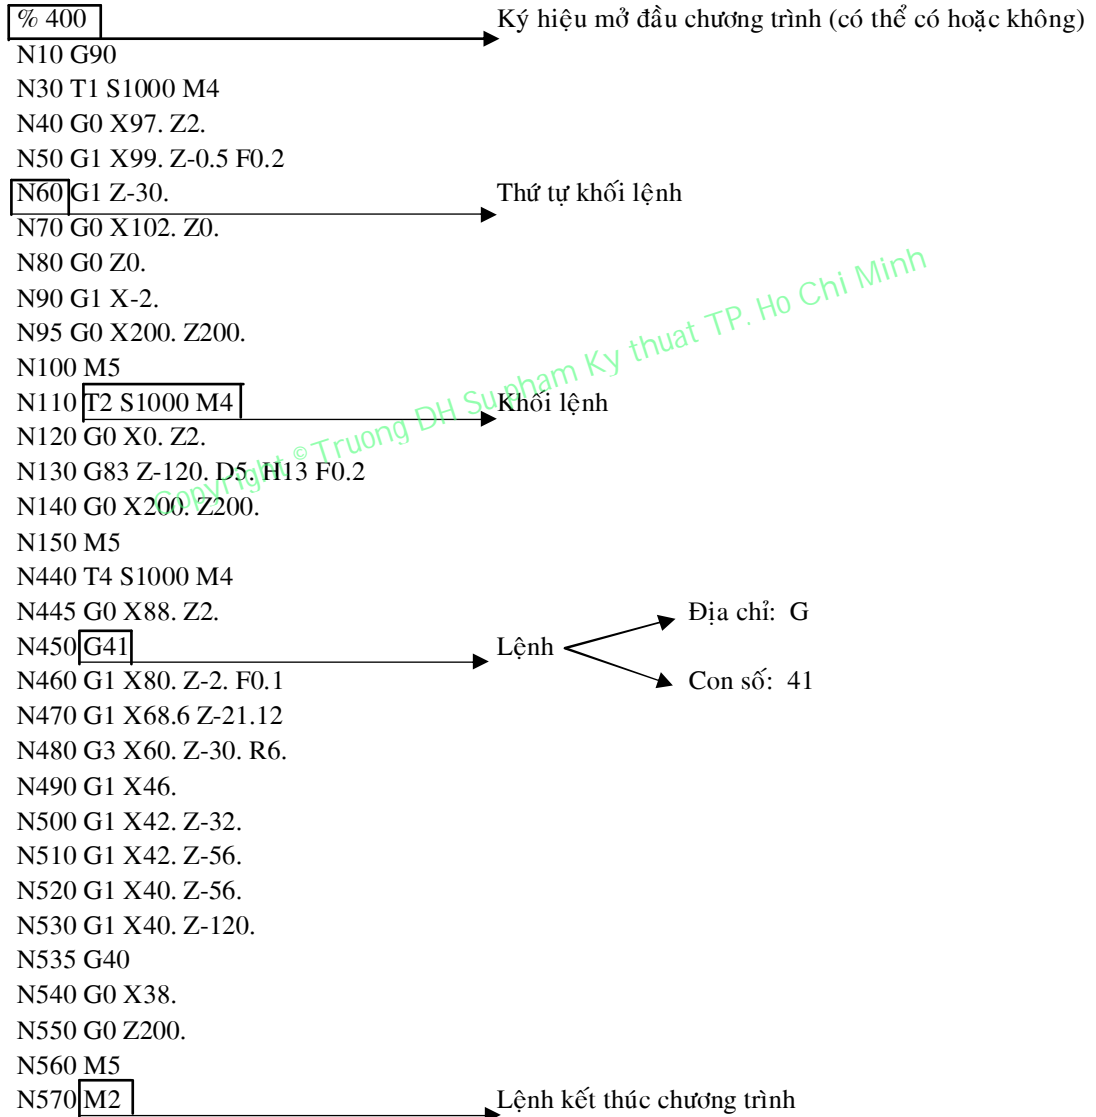 % 400 Ký hiệu mở đầu chương trình (có thể có hoặc không)
N10 G90
N30 T1 S1000 M4
N40 G0 X97. Z2.
N50 G1 X99. Z-0.5 F0.2
N60 G1 Z-30. Thứ tự khối lệnh
N70 G0 X102. Z0.
N80 G0 Z0.
N90 G1 X-2.
N95 G0 X200. Z200.
N100 M5
N110 T2 S1000 M4 Khối lệnh
N120 G0 X0. Z2.
N130 G83 Z-120. D5. H13 F0.2
N140 G0 X200. Z200.
N150 M5
N440 T4 S1000 M4
N445 G0 X88. Z2. Địa chỉ: G
N450 G41 Lệnh
N460 G1 X80. Z-2. F0.1 Con số: 41
N470 G1 X68.6 Z-21.12
N480 G3 X60. Z-30. R6.
N490 G1 X46.
N500 G1 X42. Z-32.
N510 G1 X42. Z-56.
N520 G1 X40. Z-56.
N530 G1 X40. Z-120.
N535 G40
N540 G0 X38.
N550 G0 Z200.
N560 M5
N570 M2 Lệnh kết thúc chương trình
Copyright © Truong DH Su pham Ky thuat TP. Ho Chi Minh